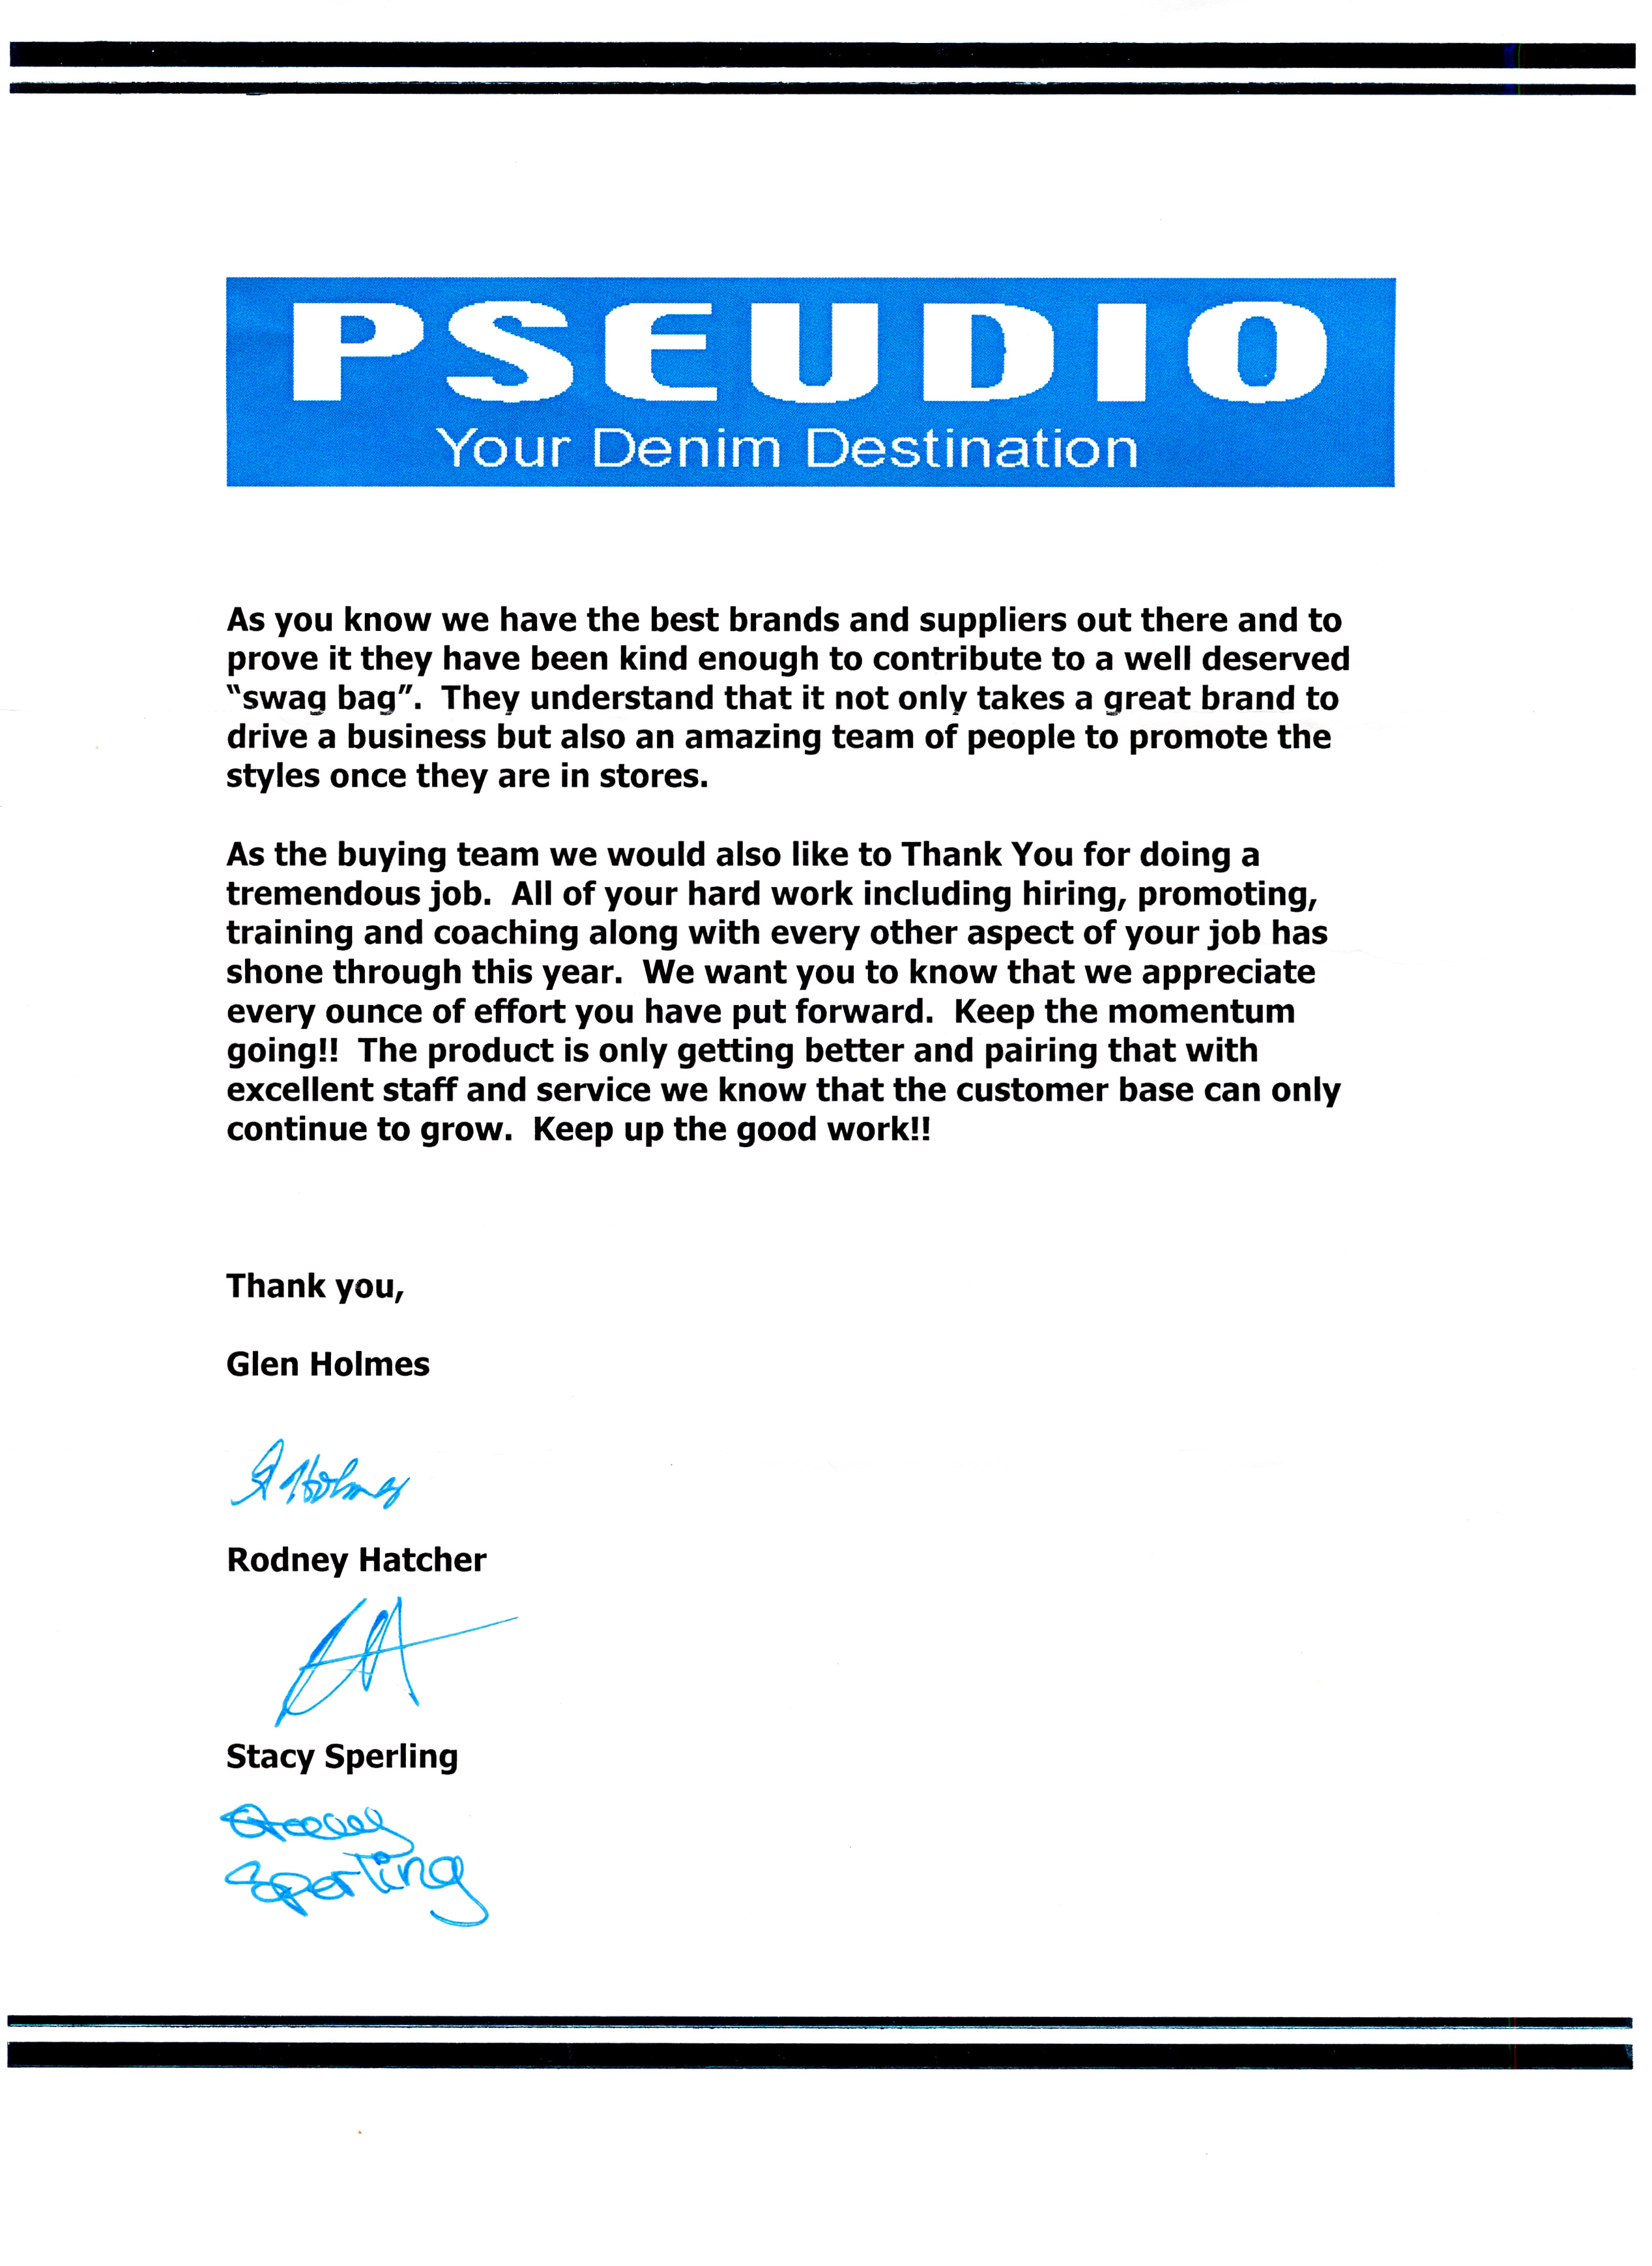 PSEUDIO
Your Denim Destination
As you know we have the best brands and suppliers out there and to
prove it they have been kind enough to contribute to a well deserved
“swag bag”.  They understand that it not only takes a great brand to
drive a business but also an amazing team of people to promote the
styles once they are in stores.
As the buying team we would also like to Thank You for doing a
tremendous job.  All of your hard work including hiring, promoting,
training and coaching along with every other aspect of your job has
shone through this year.  We want you to know that we appreciate
every ounce of effort you have put forward.  Keep the momentum
going!!  The product is only getting better and pairing that with
excellent staff and service we know that the customer base can only
continue to grow.  Keep up the good work!!
Thank you,
Glen Holmes
G Holmes
Rodney Hatcher
Stacy Sperling
Stacey
Sperling